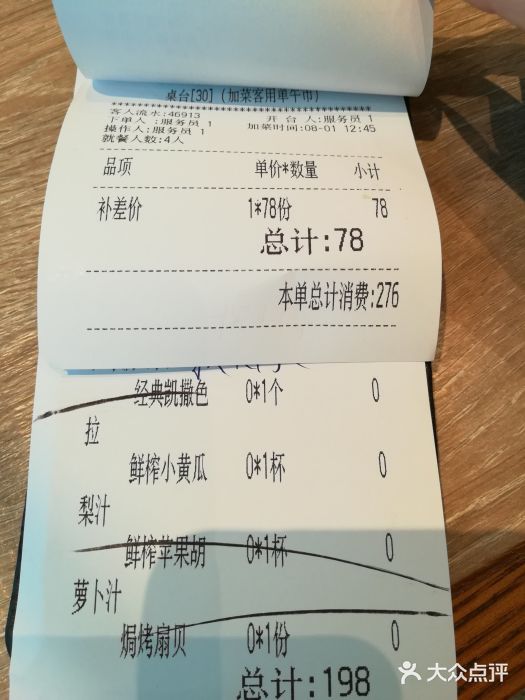 桌台[30] (加菜客用单午市)
客人流水:46913
下单人 :服务员 1 开 台 人:服务员 1
操作人:服务员 1 加菜时间:08-01 12:45
就餐人数:4人
品项 单价*数量 小计
补差价 1*78份 78
总计:78
本单总计消费:276
经典凯撒色 0*1个 0
拉
鲜榨小黄瓜 0*1杯 0
梨汁
鲜榨苹果胡 0*1杯 0
萝卜汁
焗烤扇贝 0*1份 0
总计:198
大众点评